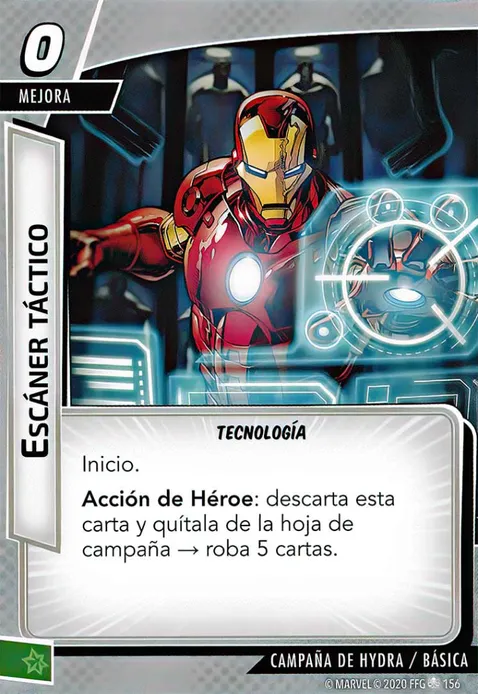 0
MEJORA
ESCÁNER TÁCTICO
TECNOLOGÍA
Inicio.
Acción de Héroe: descarta esta
carta y quítala de la hoja de
campaña → roba 5 cartas.
CAMPAÑA DE HYDRA / BÁSICA
© MARVEL © 2020 FFG 156